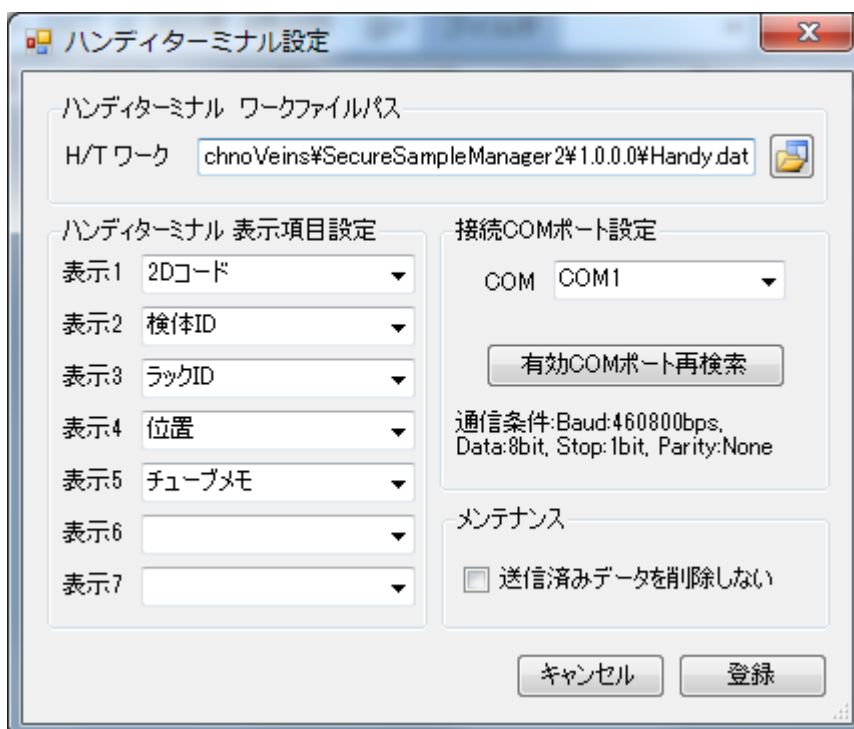 ハンディターミナル設定
ハンディターミナル ワークファイルパス
H/T ワーク chnoVeins¥SecureSampleManager2¥1.0.0.0¥Handy.dat
ハンディターミナル 表示項目設定
表示1 2Dコード
表示2 検体ID
表示3 ラックID
表示4 位置
表示5 チューブメモ
表示6
表示7
接続COMポート設定
COM COM1
有効COMポート再検索
通信条件:Baud:460800bps,
Data:8bit, Stop:1bit, Parity:None
メンテナンス
送信済みデータを削除しない
キャンセル 登録